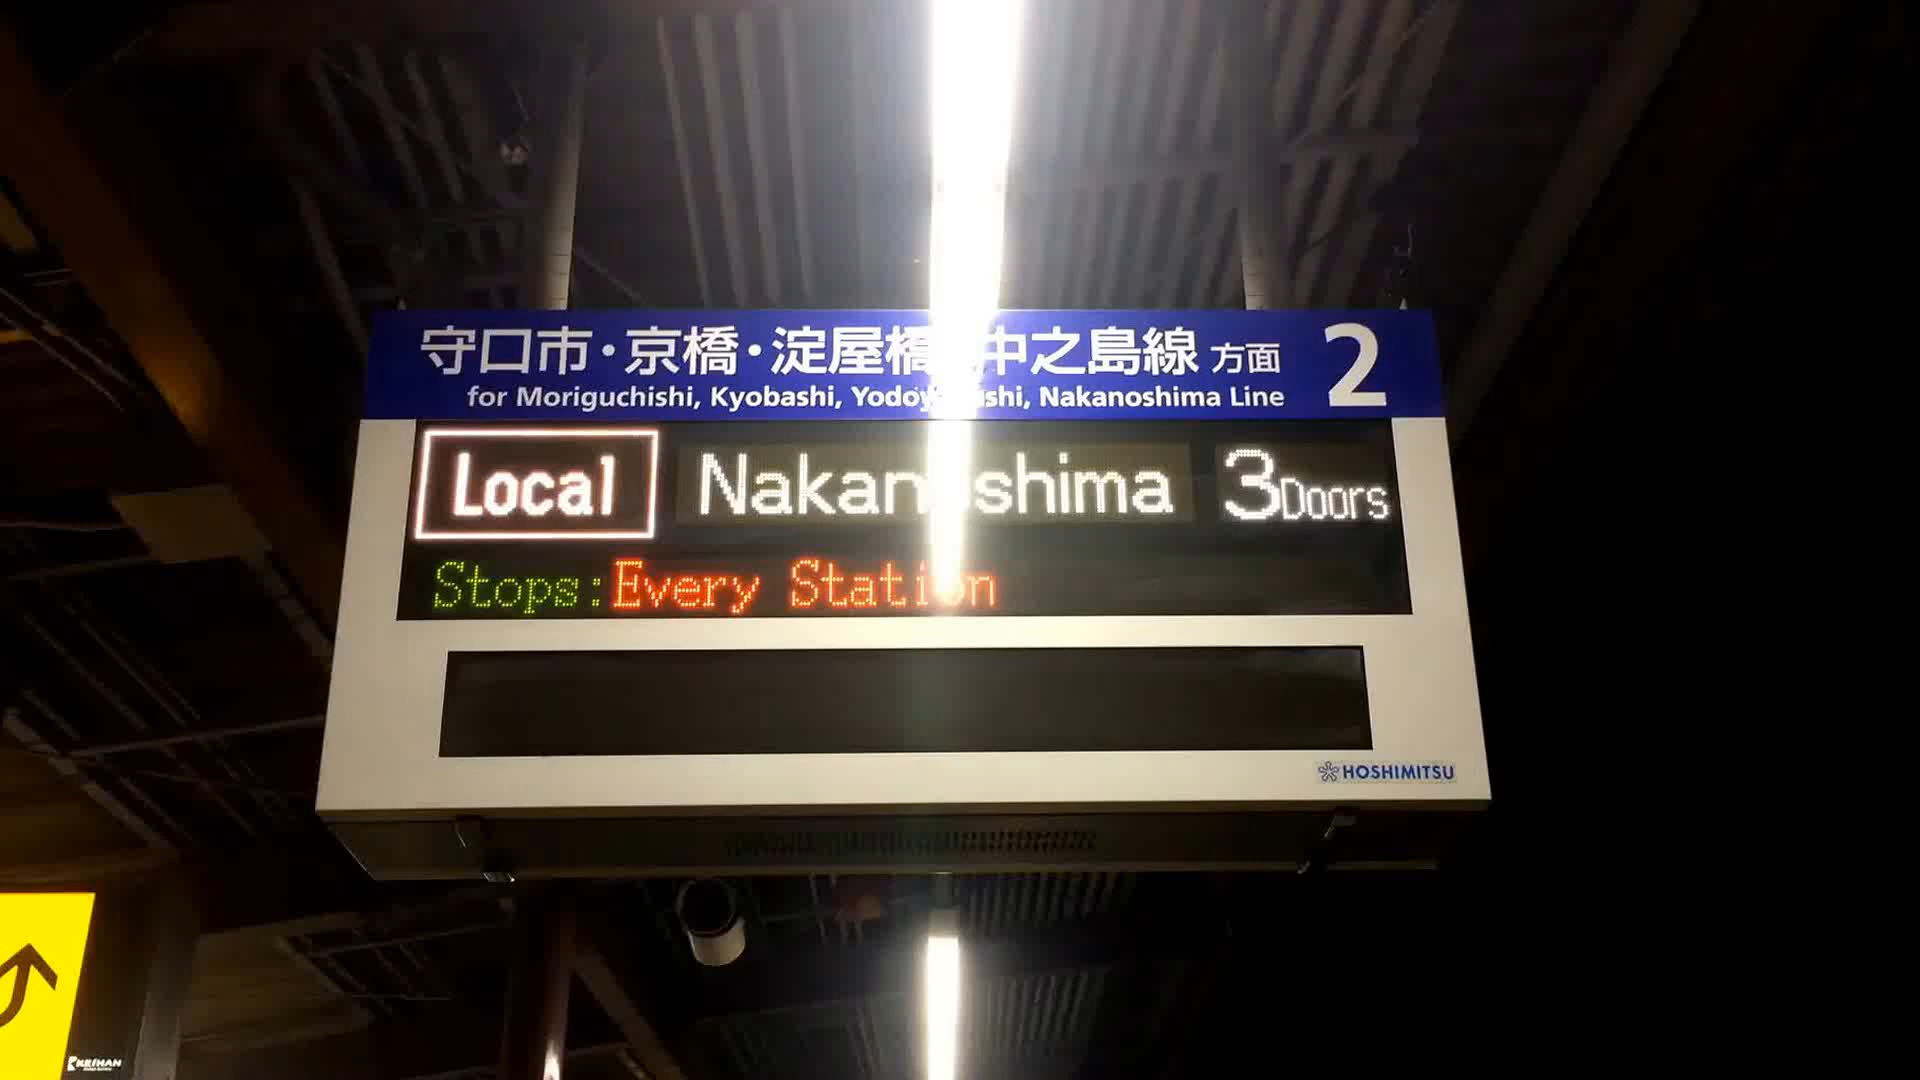 守口市・京橋・淀屋橋 中之島線 方面 2
for Moriguchishi, Kyobashi, Nakanoshima Line
Local Nakanoshima 3Doors
Stops:Every Station
HOSHIMITSU
KEIHAN